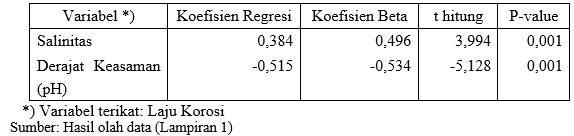 Variabel *) Koefisien Regresi Koefisien Beta t hitung P-value
Salinitas 0,384 0,496 3,994 0,001
Derajat Keasaman -0,515 -0,534 -5,128 0,001
(pH)
*) Variabel terikat: Laju Korosi
Sumber: Hasil olah data (Lampiran 1)